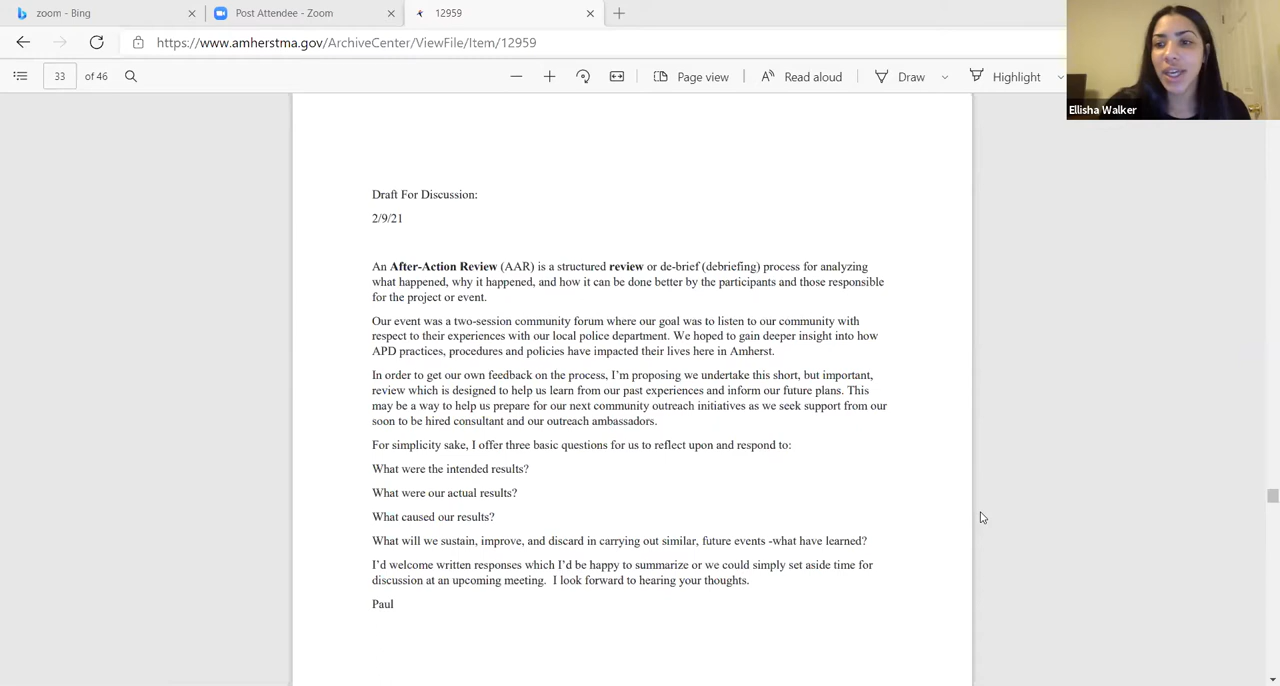 zoom - Bing
Post Attendee - Zoom
12959
https://www.amherstma.gov/ArchiveCenter/ViewFile/Item/12959
33 of 46
Page view
Read aloud
Draw
Highlight
Ellisha Walker
Draft For Discussion:
2/9/21
An After-Action Review (AAR) is a structured review or de-brief (debriefing) process for analyzing
what happened, why it happened, and how it can be done better by the participants and those responsible
for the project or event.
Our event was a two-session community forum where our goal was to listen to our community with
respect to their experiences with our local police department. We hoped to gain deeper insight into how
APD practices, procedures and policies have impacted their lives here in Amherst.
In order to get our own feedback on the process, I'm proposing we undertake this short, but important,
review which is designed to help us learn from our past experiences and inform our future plans. This
may be a way to help us prepare for our next community outreach initiatives as we seek support from our
soon to be hired consultant and our outreach ambassadors.
For simplicity sake, I offer three basic questions for us to reflect upon and respond to:
What were the intended results?
What were our actual results?
What caused our results?
What will we sustain, improve, and discard in carrying out similar, future events -what have learned?
I'd welcome written responses which I'd be happy to summarize or we could simply set aside time for
discussion at an upcoming meeting. I look forward to hearing your thoughts.
Paul